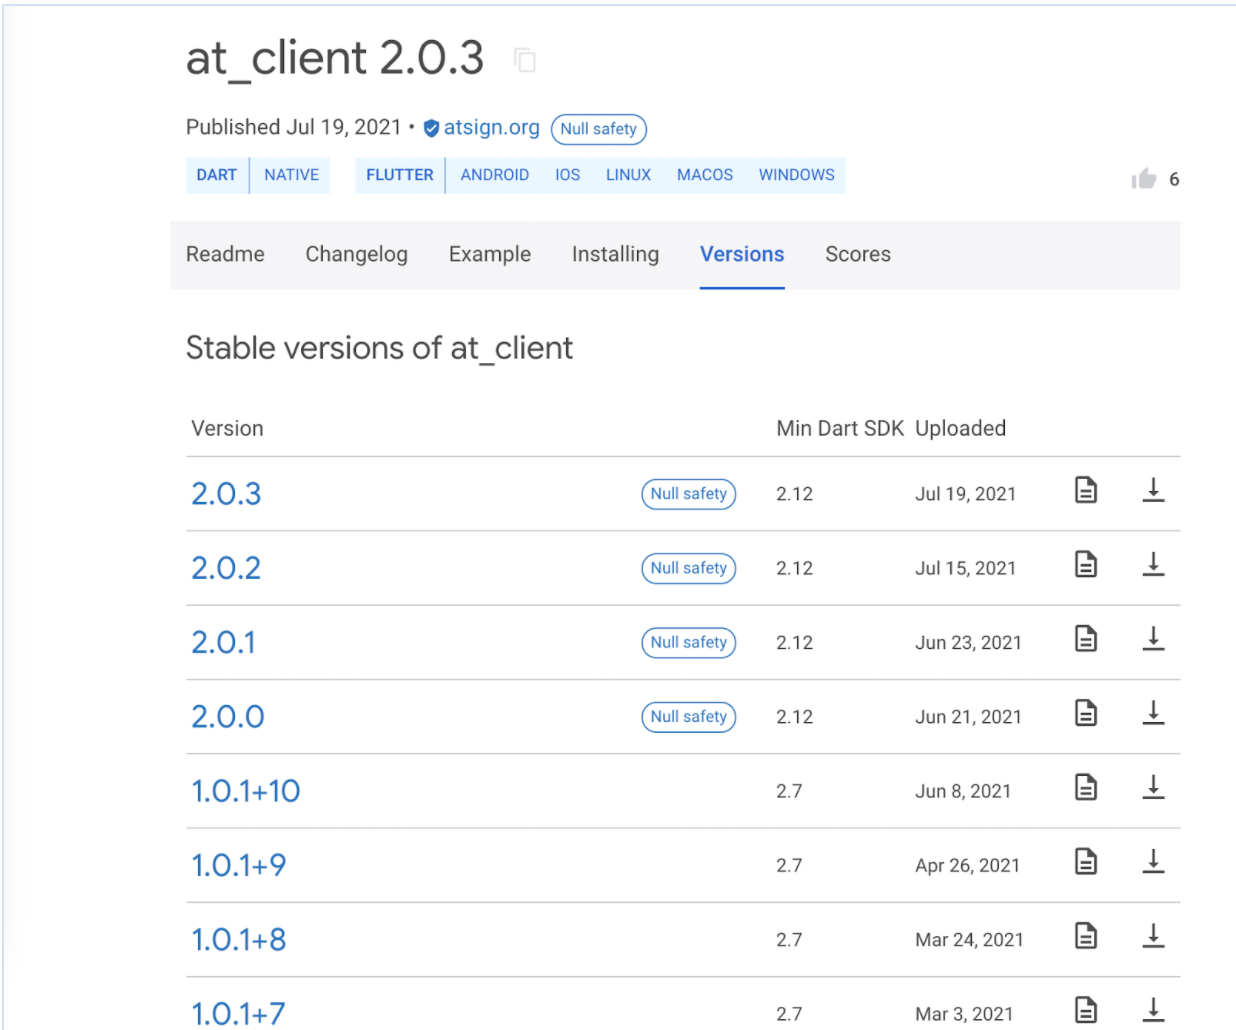 at_client 2.0.3
Published Jul 19, 2021 • atsign.org Null safety
DART NATIVE FLUTTER ANDROID IOS LINUX MACOS WINDOWS
6
Readme Changelog Example Installing Versions Scores
Stable versions of at_client
Version Min Dart SDK Uploaded
2.0.3 Null safety 2.12 Jul 19, 2021
2.0.2 Null safety 2.12 Jul 15, 2021
2.0.1 Null safety 2.12 Jun 23, 2021
2.0.0 Null safety 2.12 Jun 21, 2021
1.0.1+10 2.7 Jun 8, 2021
1.0.1+9 2.7 Apr 26, 2021
1.0.1+8 2.7 Mar 24, 2021
1.0.1+7 2.7 Mar 3, 2021